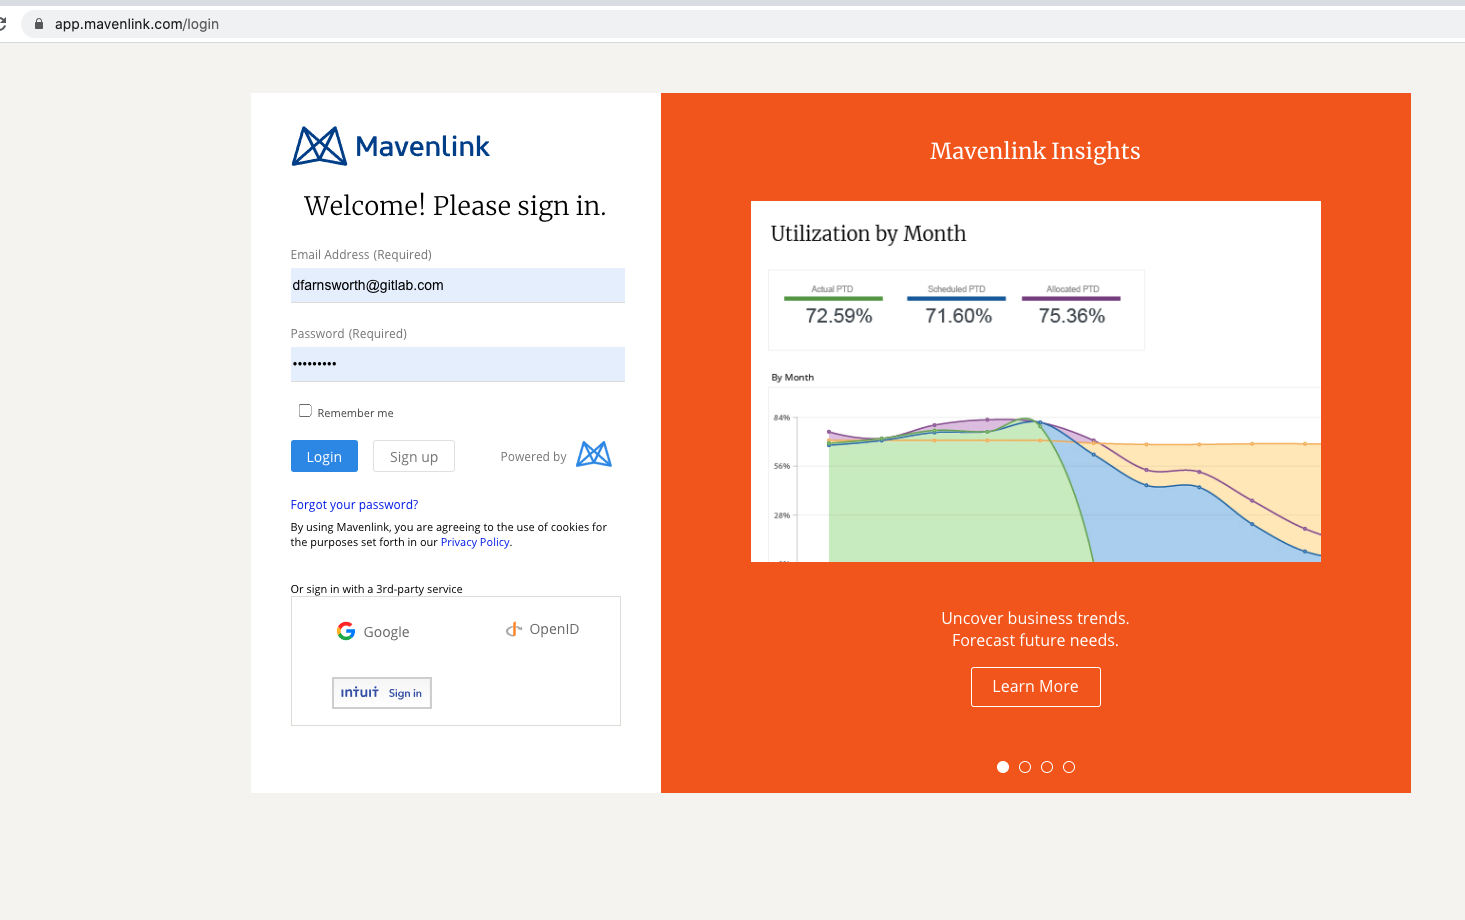 app.mavenlink.com/login
Mavenlink
Welcome! Please sign in.
Email Address (Required)
dfarnsworth@gitlab.com
Password (Required)
•••••••••
Remember me
Login
Sign up
Powered by
Forgot your password?
By using Mavenlink, you are agreeing to the use of cookies for
the purposes set forth in our Privacy Policy.
Or sign in with a 3rd-party service
Google
OpenID
intuit Sign in
Mavenlink Insights
Utilization by Month
Actual PTD
72.59%
Scheduled PTD
71.60%
Allocated PTD
75.36%
By Month
84%
56%
28%
Uncover business trends.
Forecast future needs.
Learn More